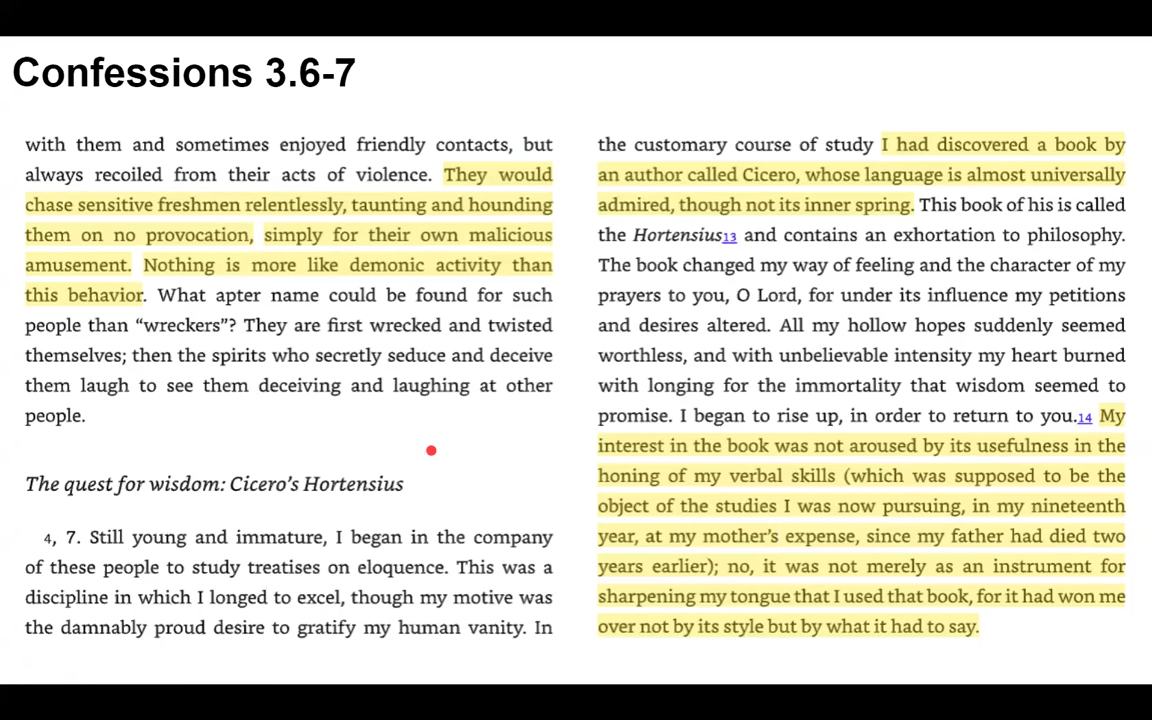 Confessions 3.6-7
with them and sometimes enjoyed friendly contacts, but
always recoiled from their acts of violence. They would
chase sensitive freshmen relentlessly, taunting and hounding
them on no provocation, simply for their own malicious
amusement. Nothing is more like demonic activity than
this behavior. What apter name could be found for such
people than “wreckers”? They are first wrecked and twisted
themselves; then the spirits who secretly seduce and deceive
them laugh to see them deceiving and laughing at other
people.
The quest for wisdom: Cicero’s Hortensius
4, 7. Still young and immature, I began in the company
of these people to study treatises on eloquence. This was a
discipline in which I longed to excel, though my motive was
the damnably proud desire to gratify my human vanity. In
the customary course of study I had discovered a book by
an author called Cicero, whose language is almost universally
admired, though not its inner spring. This book of his is called
the Hortensius13 and contains an exhortation to philosophy.
The book changed my way of feeling and the character of my
prayers to you, O Lord, for under its influence my petitions
and desires altered. All my hollow hopes suddenly seemed
worthless, and with unbelievable intensity my heart burned
with longing for the immortality that wisdom seemed to
promise. I began to rise up, in order to return to you.14 My
interest in the book was not aroused by its usefulness in the
honing of my verbal skills (which was supposed to be the
object of the studies I was now pursuing, in my nineteenth
year, at my mother’s expense, since my father had died two
years earlier); no, it was not merely as an instrument for
sharpening my tongue that I used that book, for it had won me
over not by its style but by what it had to say.